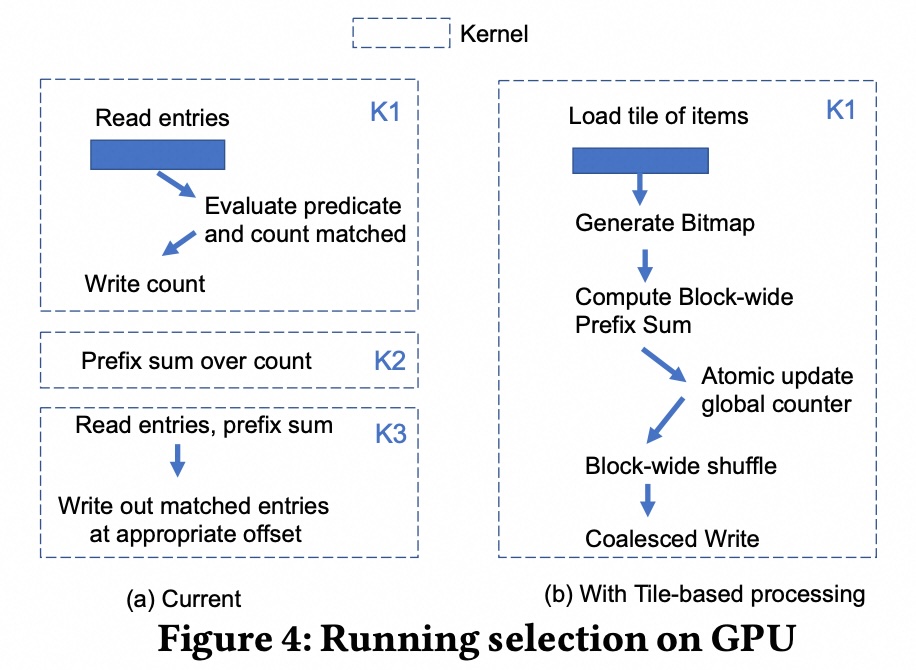 Kernel
K1
Read entries
Evaluate predicate
and count matched
Write count
Prefix sum over count
K2
Read entries, prefix sum
K3
Write out matched entries
at appropriate offset
(a) Current
K1
Load tile of items
Generate Bitmap
Compute Block-wide
Prefix Sum
Atomic update
global counter
Block-wide shuffle
Coalesced Write
(b) With Tile-based processing
Figure 4: Running selection on GPU